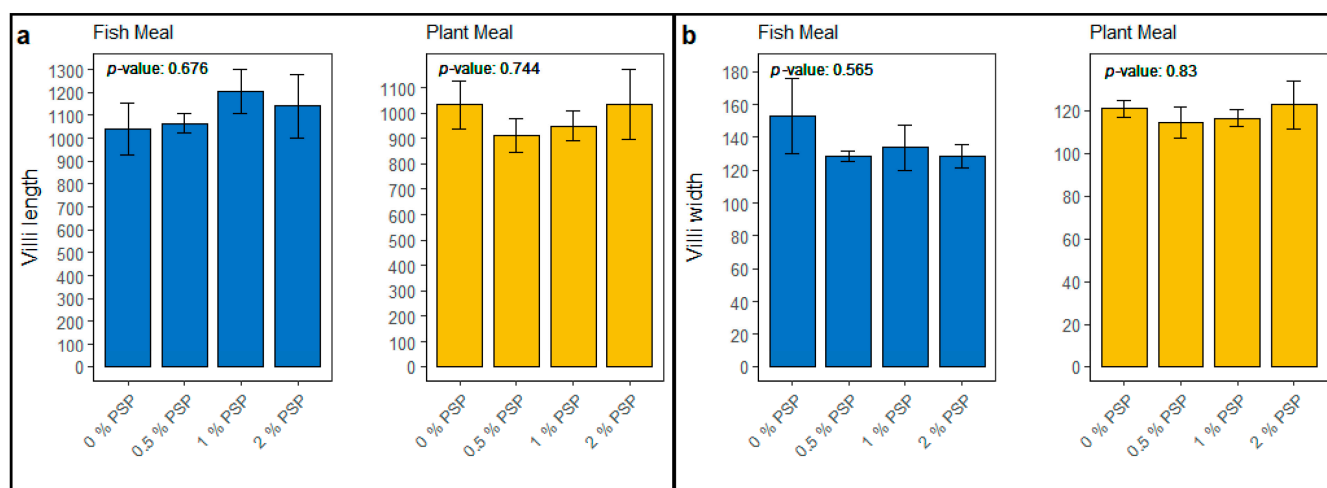 a
Fish Meal
p-value: 0.676
Villi length
1300
1200
1100
1000
900
800
700
600
500
400
300
200
100
0
0 % PSP
0.5 % PSP
1 % PSP
2 % PSP
Plant Meal
p-value: 0.744
1100
1000
900
800
700
600
500
400
300
200
100
0
0 % PSP
0.5 % PSP
1 % PSP
2 % PSP
b
Fish Meal
p-value: 0.565
Villi width
180
160
140
120
100
80
60
40
20
0
0 % PSP
0.5 % PSP
1 % PSP
2 % PSP
Plant Meal
p-value: 0.83
120
100
80
60
40
20
0
0 % PSP
0.5 % PSP
1 % PSP
2 % PSP